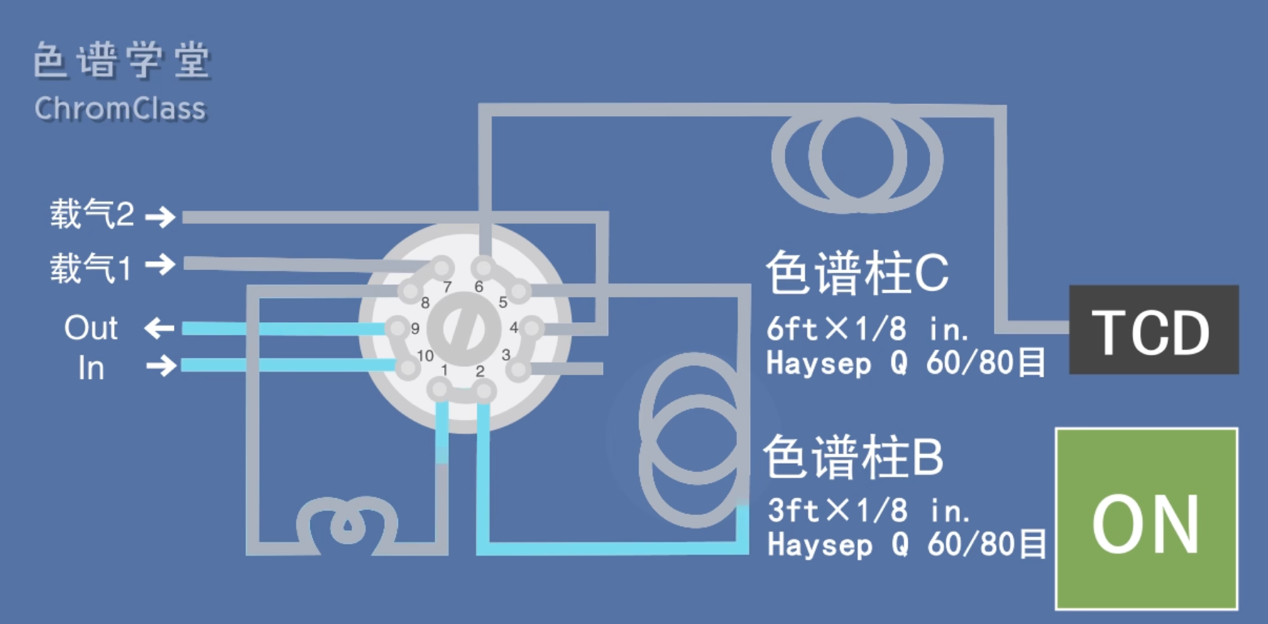 色谱学堂
ChromClass
载气2
载气1
Out
In
7
6
8
5
9
4
10
3
1
2
色谱柱C
6ft×1/8 in.
Haysep Q 60/80目
TCD
色谱柱B
3ft×1/8 in.
Haysep Q 60/80目
ON